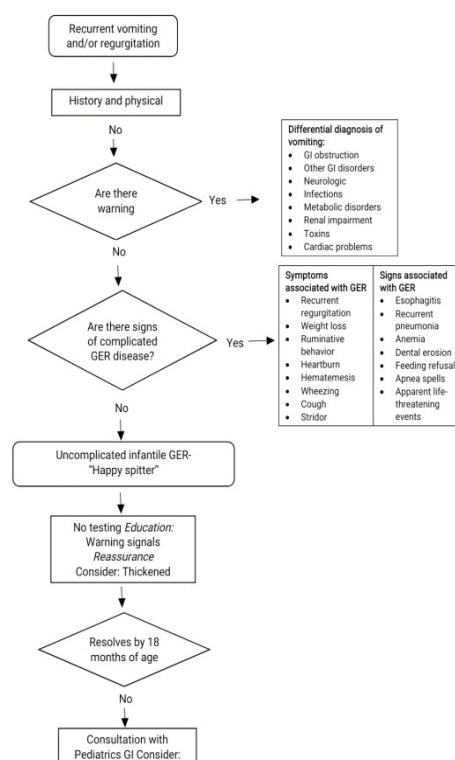 Recurrent vomiting
and/or regurgitation
History and physical
No
Are there
warning
Yes
Differential diagnosis of
vomiting:
• GI obstruction
• Other GI disorders
• Neurologic
• Infections
• Metabolic disorders
• Renal impairment
• Toxins
• Cardiac problems
No
Are there signs
of complicated
GER disease?
Yes
Symptoms
associated with GER
• Recurrent
regurgitation
• Weight loss
• Ruminative
behavior
• Heartburn
• Hematemesis
• Wheezing
• Cough
• Stridor
Signs associated
with GER
• Esophagitis
• Recurrent
pneumonia
• Anemia
• Dental erosion
• Feeding refusal
• Apnea spells
• Apparent life-
threatening
events
No
Uncomplicated infantile GER-
“Happy spitter”
No testing Education:
Warning signals
Reassurance
Consider: Thickened
Resolves by 18
months of age
No
Consultation with
Pediatrics GI Consider: